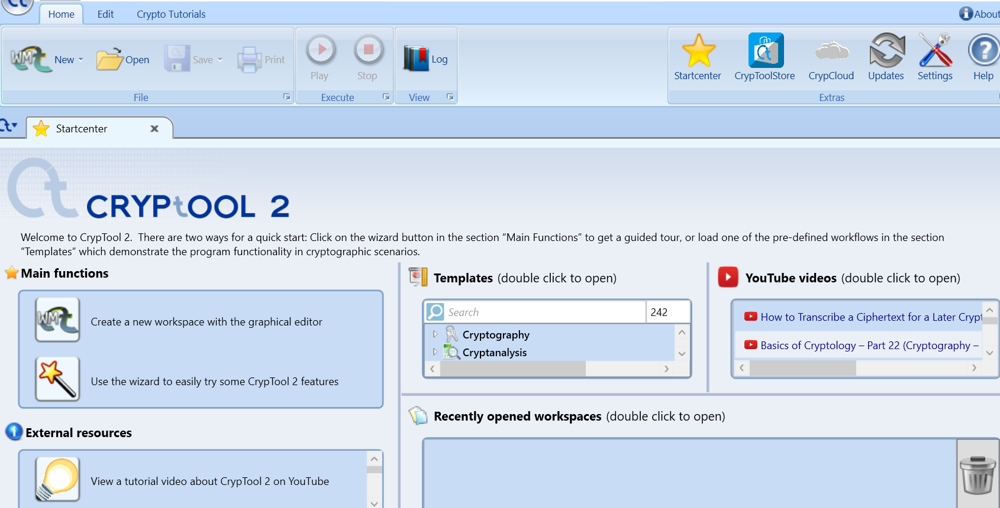 Home Edit Crypto Tutorials About
New Open Save Print Play Stop Log Startcenter CrypToolStore CrypCloud Updates Settings Help
File Execute View Extras
Startcenter
CRYPtOOL 2
Welcome to CrypTool 2. There are two ways for a quick start: Click on the wizard button in the section “Main Functions” to get a guided tour, or load one of the pre-defined workflows in the section
“Templates” which demonstrate the program functionality in cryptographic scenarios.
Main functions
Create a new workspace with the graphical editor
Use the wizard to easily try some CrypTool 2 features
External resources
View a tutorial video about CrypTool 2 on YouTube
Templates (double click to open)
Search 242
Cryptography
Cryptanalysis
YouTube videos (double click to open)
How to Transcribe a Ciphertext for a Later Crypt
Basics of Cryptology – Part 22 (Cryptography –
Recently opened workspaces (double click to open)